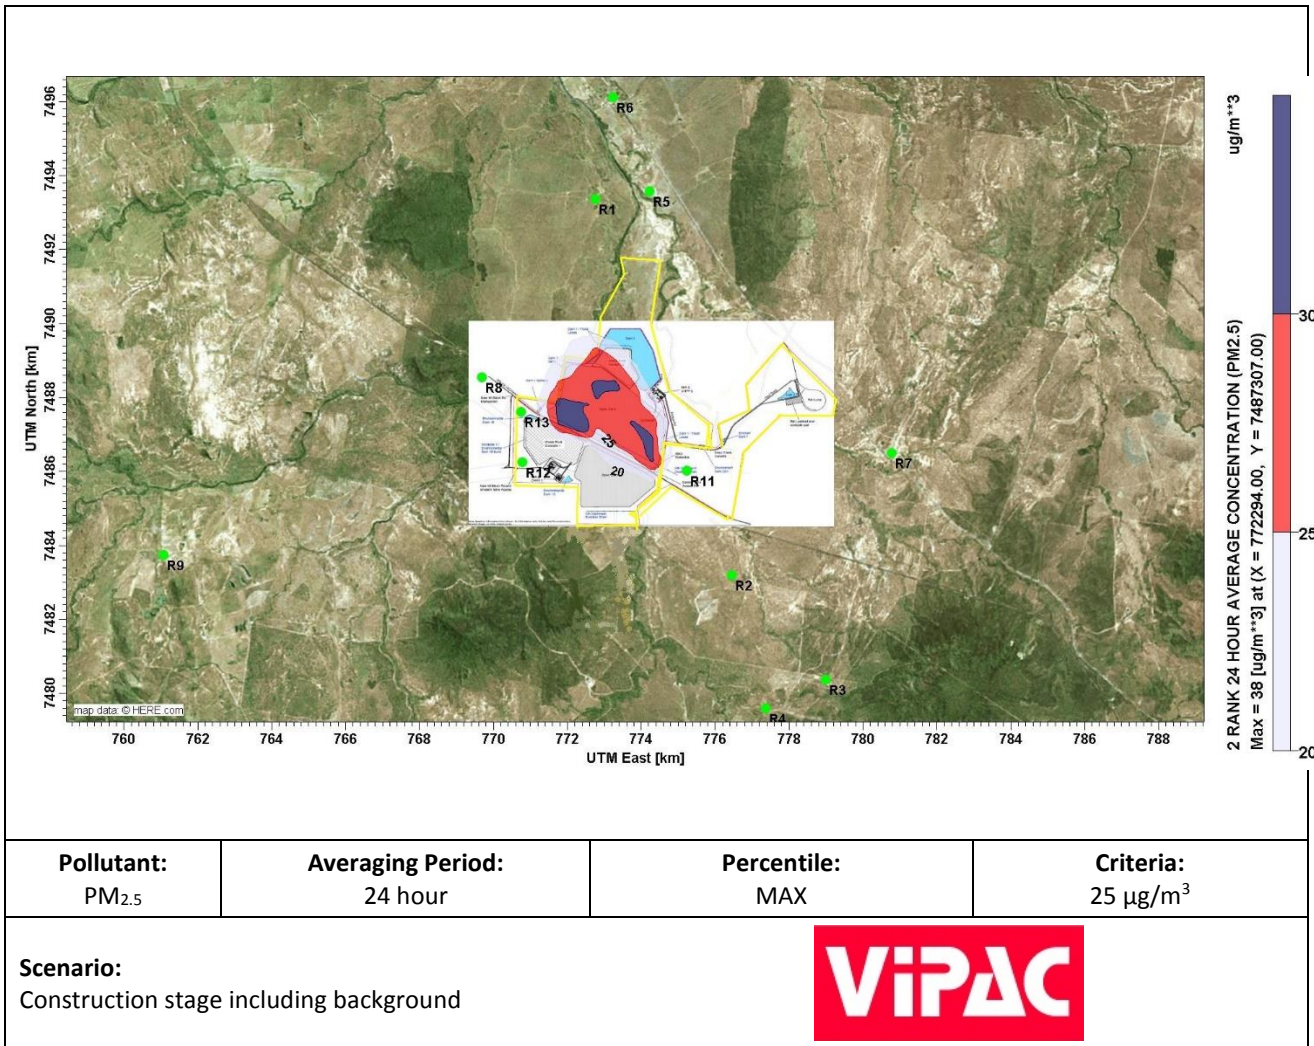 7496
7494
7492
7490
7488
7486
7484
7482
7480
UTM North [km]
R6
R5
R1
R8
R13
25
R12
20
R11
R7
R9
R2
R3
R4
map data: © HERE.com
760 762 764 766 768 770 772 774 776 778 780 782 784 786 788
UTM East [km]
2 RANK 24 HOUR AVERAGE CONCENTRATION (PM2.5) ug/m**3
Max = 38 [ug/m**3] at (X = 772294.00, Y = 7487307.00)
30
25
20
Pollutant:
PM2.5
Averaging Period:
24 hour
Percentile:
MAX
Criteria:
25 µg/m³
Scenario:
Construction stage including background
ViPAC